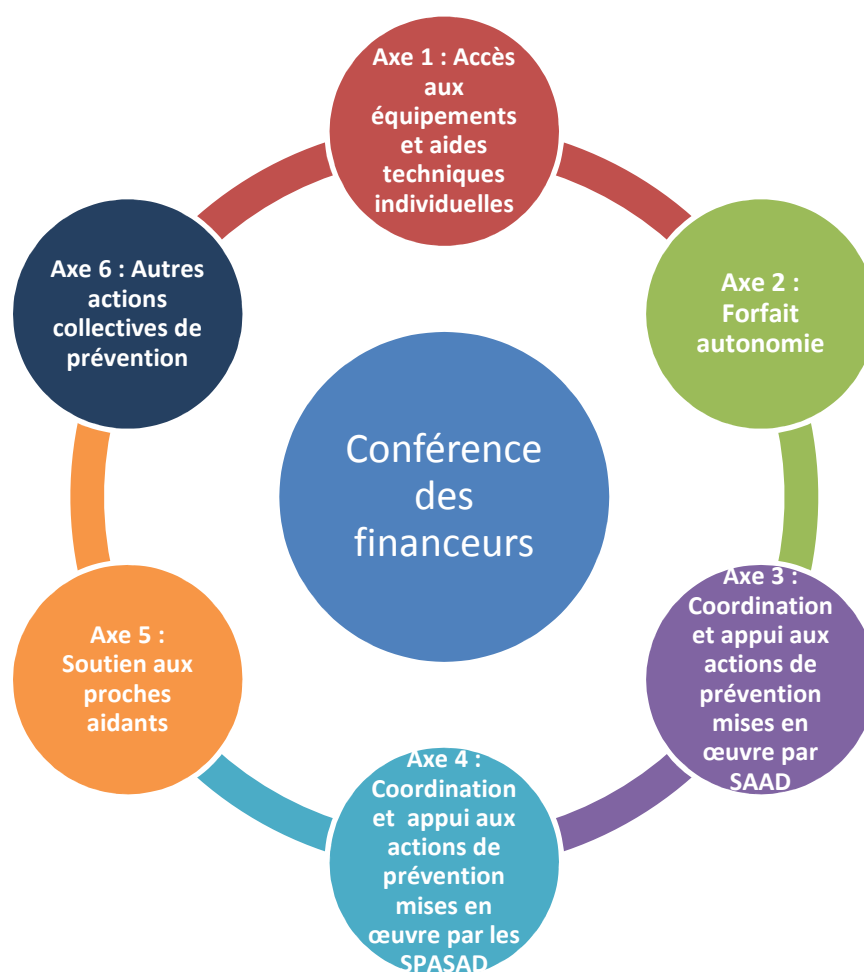 Axe 1 : Accès
aux
équipements
et aides
techniques
individuelles
Axe 2 :
Forfait
autonomie
Axe 3 :
Coordination
et appui aux
actions de
prévention
mises en
œuvre par
SAAD
Axe 4 :
Coordination
et appui aux
actions de
prévention
mises en
œuvre par les
SPASAD
Axe 5 :
Soutien aux
proches
aidants
Axe 6 : Autres
actions
collectives de
prévention
Conférence
des
financeurs